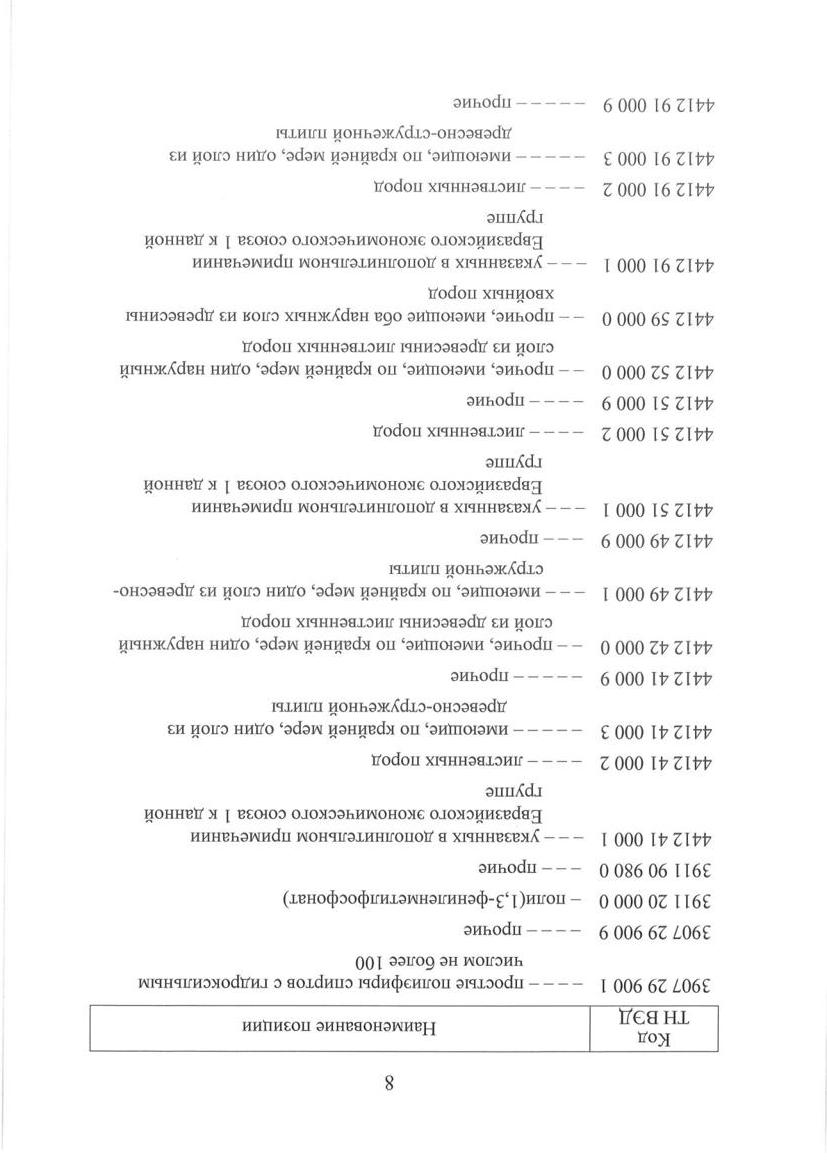 8
Код
ТН ВЭД
Наименование позиции
3907 29 900 1 – – – – простые полиэфиры спиртов с гидроксильным
числом не более 100
3907 29 900 9 – – – – прочие
3911 20 000 0 – поли(1,3-фениленметилфосфонат)
3911 90 980 0 – – – прочие
4412 41 000 1 – – – указанных в дополнительном примечании
Евразийского экономического союза 1 к данной
группе
4412 41 000 2 – – – – лиственных пород
4412 41 000 3 – – – – – имеющие, по крайней мере, один слой из
древесно-стружечной плиты
4412 41 000 9 – – – – – прочие
4412 42 000 0 – – прочие, имеющие, по крайней мере, один наружный
слой из древесины лиственных пород
4412 49 000 1 – – – имеющие, по крайней мере, один слой из древесно-
стружечной плиты
4412 49 000 9 – – – прочие
4412 51 000 1 – – – указанных в дополнительном примечании
Евразийского экономического союза 1 к данной
группе
4412 51 000 2 – – – – лиственных пород
4412 51 000 9 – – – – прочие
4412 52 000 0 – – прочие, имеющие, по крайней мере, один наружный
слой из древесины лиственных пород
4412 59 000 0 – – прочие, имеющие оба наружных слоя из древесины
хвойных пород
4412 91 000 1 – – – указанных в дополнительном примечании
Евразийского экономического союза 1 к данной
группе
4412 91 000 2 – – – – лиственных пород
4412 91 000 3 – – – – – имеющие, по крайней мере, один слой из
древесно-стружечной плиты
4412 91 000 9 – – – – – прочие